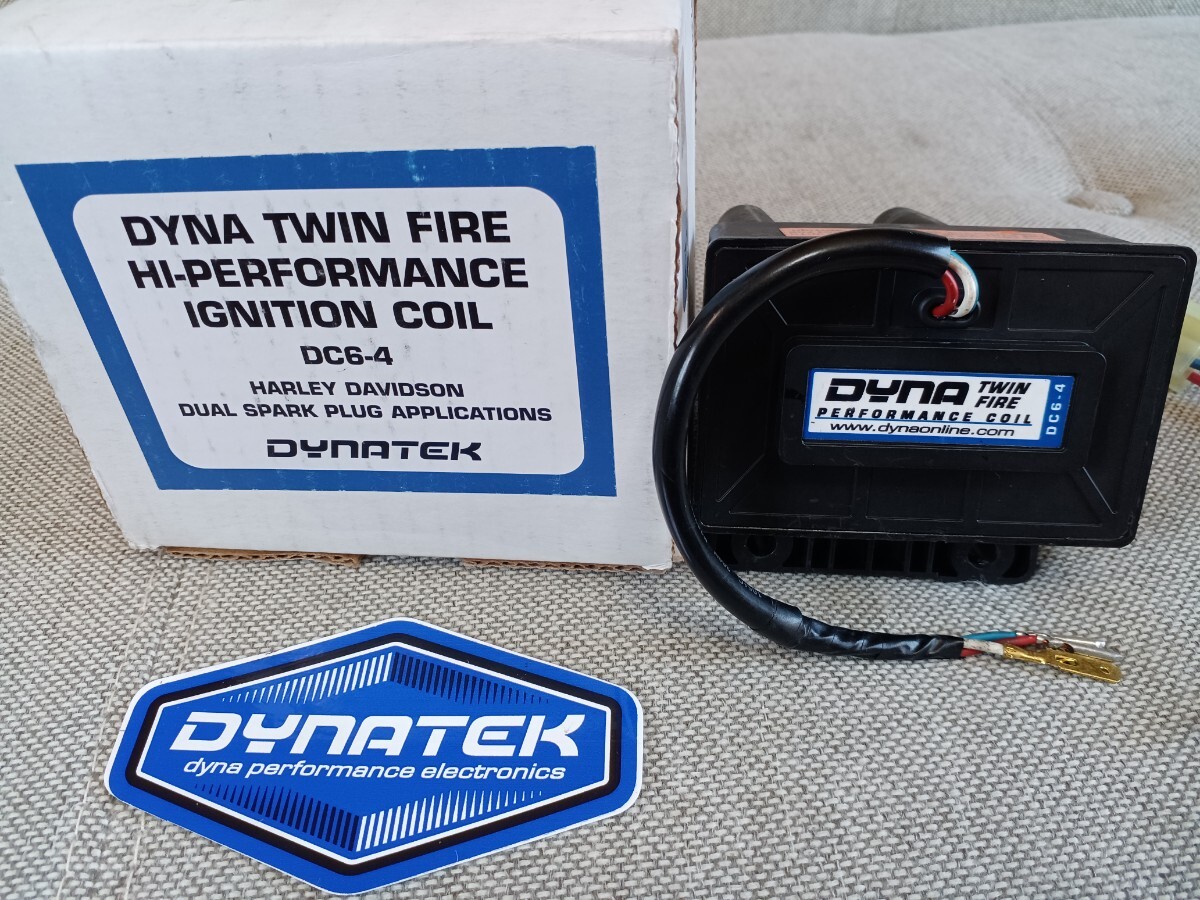 DYNA TWIN FIRE
HI-PERFORMANCE
IGNITION COIL
DC6-4
HARLEY DAVIDSON
DUAL SPARK PLUG APPLICATIONS
DYNATEK
DYNA TWIN FIRE
PERFORMANCE COIL
www.dynaonline.com
DC6-4
DYNATEK
dyna performance electronics